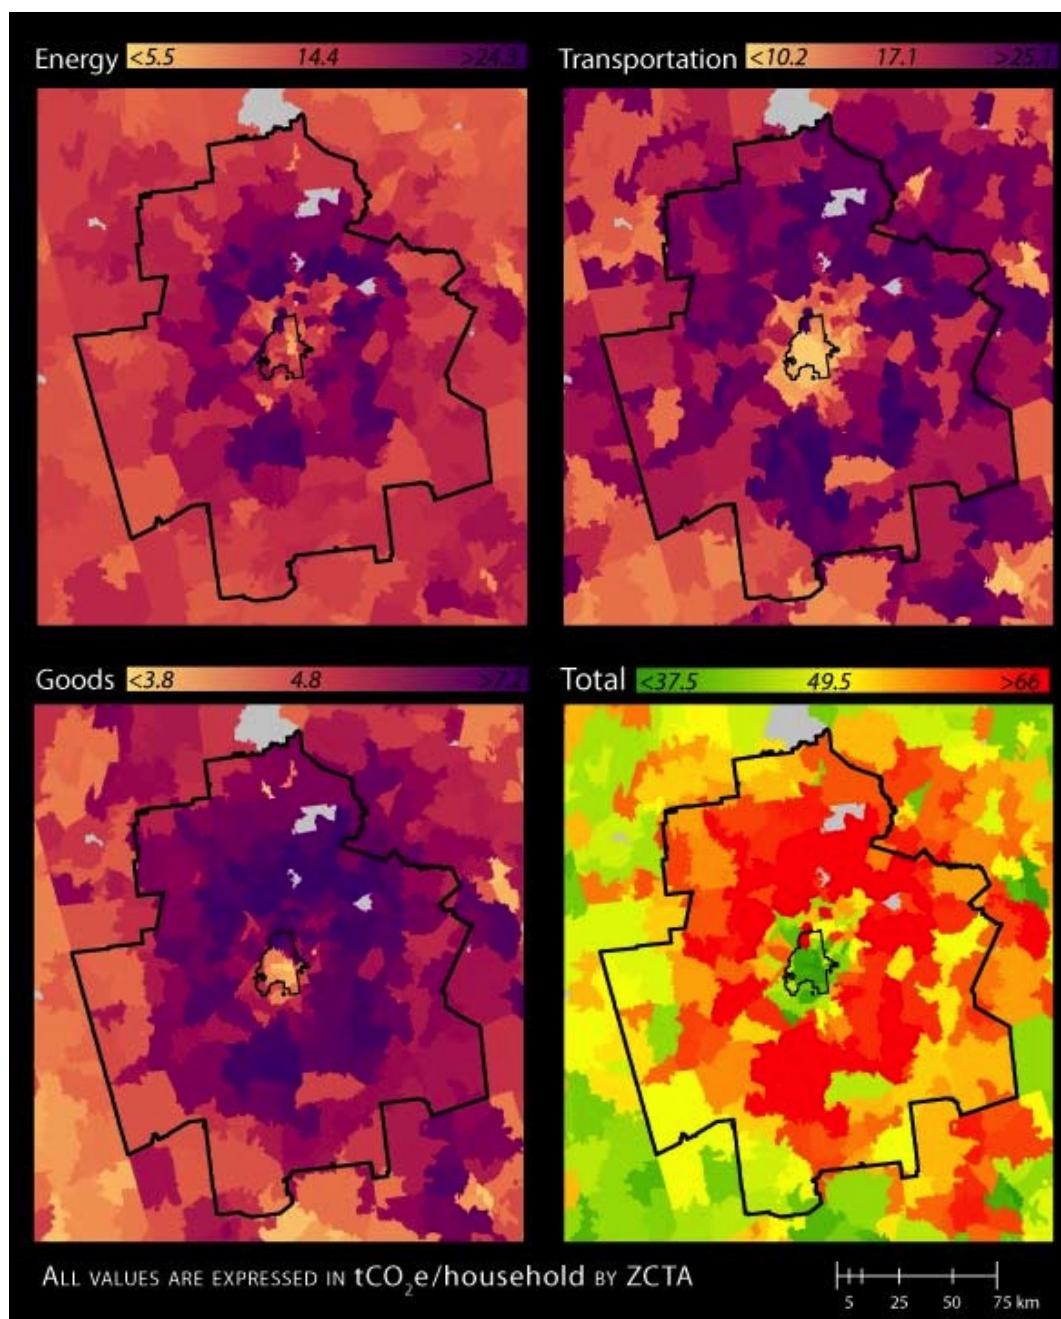 Energy <5.5 14.4 >24.3
Transportation <10.2 17.1 >25.1
Goods <3.8 4.8 >7.2
Total <37.5 49.5 >66
ALL VALUES ARE EXPRESSED IN tCO₂e/household BY ZCTA
5 25 50 75 km